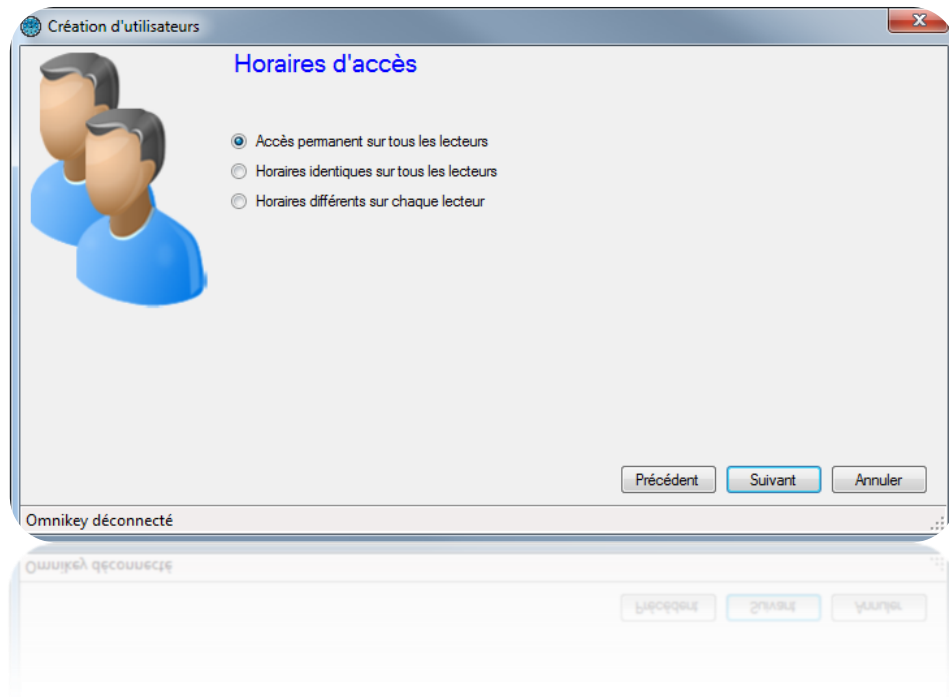 Création d'utilisateurs
Horaires d'accès
Accès permanent sur tous les lecteurs
Horaires identiques sur tous les lecteurs
Horaires différents sur chaque lecteur
Précédent Suivant Annuler
Omnikey déconnecté